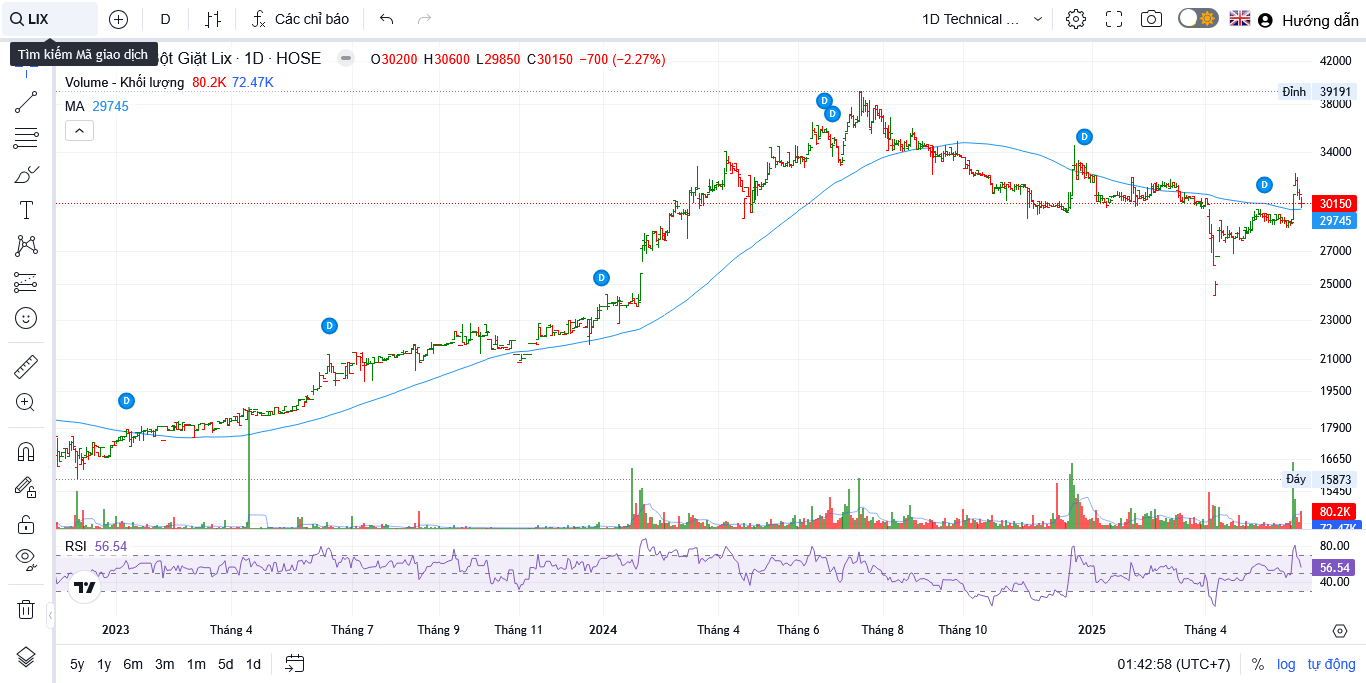 LIX D Các chỉ báo 1D Technical ... Hướng dẫn
Tìm kiếm Mã giao dịch
ột Giặt Lix · 1D · HOSE O30200 H30600 L29850 C30150 −700 (−2.27%)
Volume - Khối lượng 80.2K 72.47K
MA 29745
42000
Đỉnh 39191
38000
34000
30150
29745
27000
25000
23000
21000
19500
17900
16650
Đáy 15873
15450
80.2K
72.47K
D
D
D
D
D
D
D
RSI 56.54
80.00
56.54
40.00
2023 Tháng 4 Tháng 7 Tháng 9 Tháng 11 2024 Tháng 4 Tháng 6 Tháng 8 Tháng 10 2025 Tháng 4
5y 1y 6m 3m 1m 5d 1d 01:42:58 (UTC+7) % log tự động